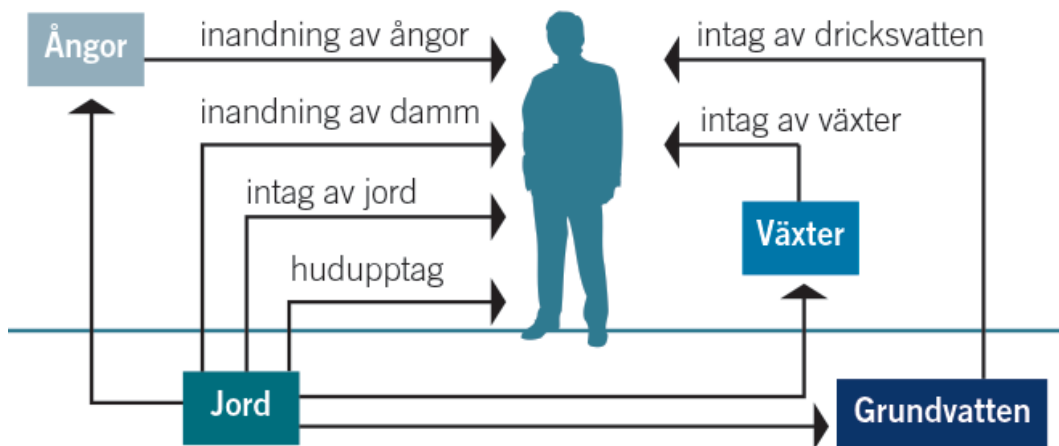 Ångor
inandning av ångor
intag av dricksvatten
inandning av damm
intag av växter
intag av jord
Växter
hudupptag
Jord
Grundvatten